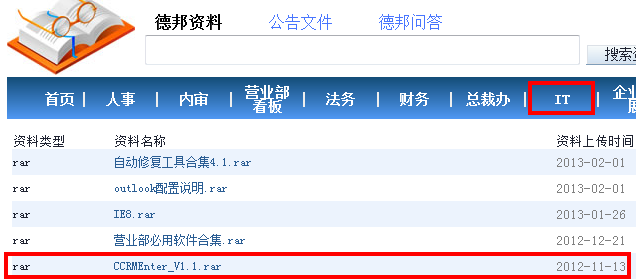 德邦资料 公告文件 德邦问答
搜索
首页 | 人事 | 内审 | 营业部看板 | 法务 | 财务 | 总裁办 | IT |
资料类型 资料名称 资料上传时间
rar 自动修复工具合集4.1.rar 2013-02-01
rar outlook配置说明.rar 2013-02-01
rar IE8.rar 2013-01-26
rar 营业部必用软件合集.rar 2012-12-21
rar CCRMEnter_V1.1.rar 2012-11-13